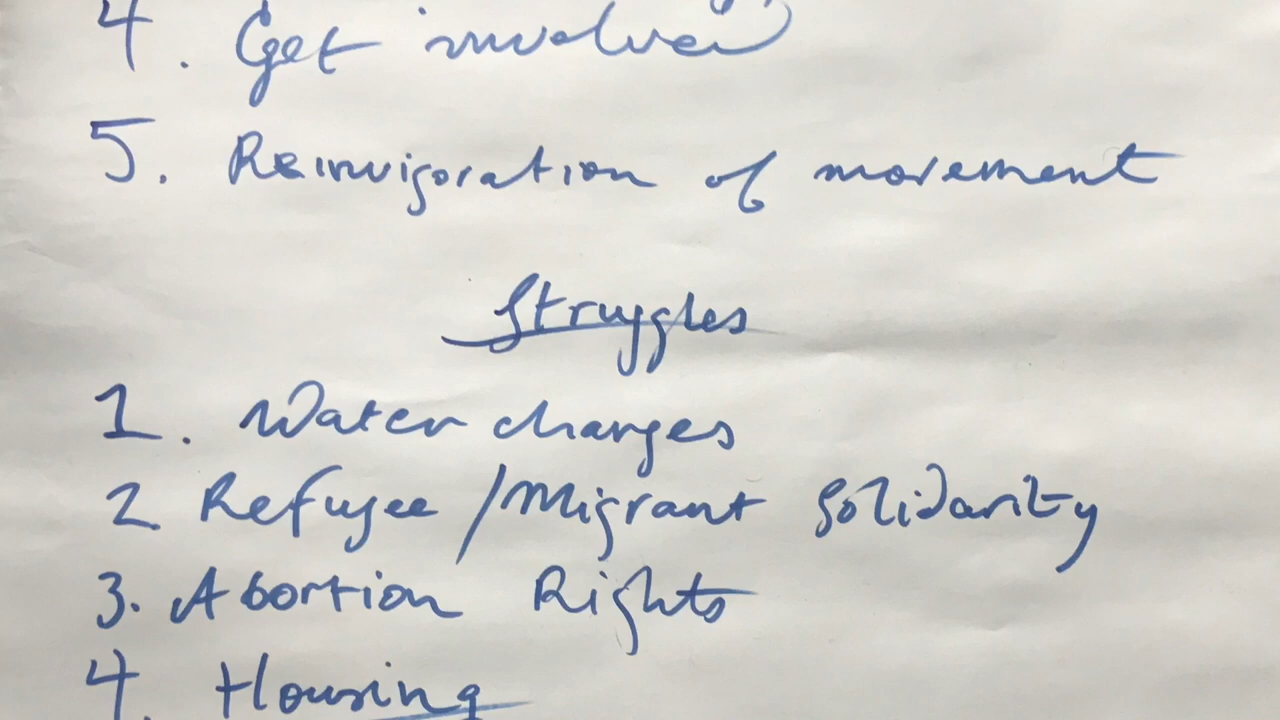 4. Get involved
5. Reinvigoration of movement
Struggles
1. Water charges
2 Refugee / Migrant Solidarity
3. Abortion Rights
4. Housing